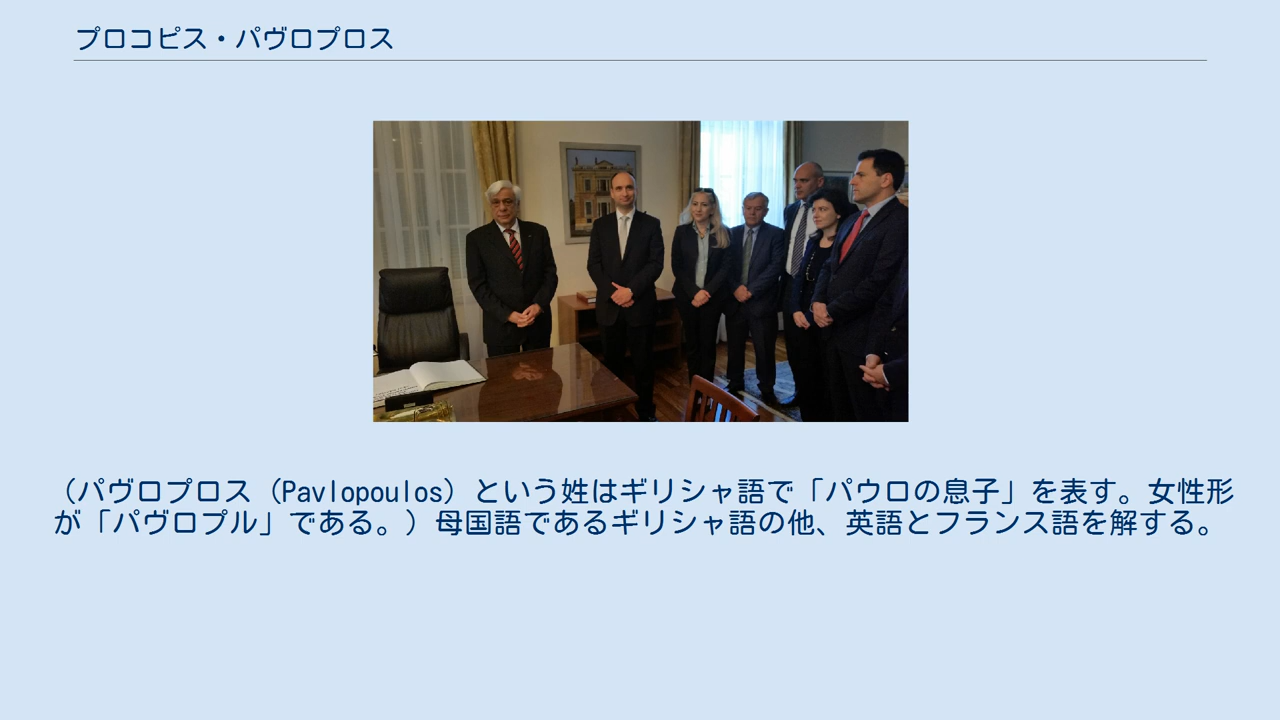 プロコピス・パヴロプロス
（パヴロプロス（Pavlopoulos）という姓はギリシャ語で「パウロの息子」を表す。女性形
が「パヴロプル」である。）母国語であるギリシャ語の他、英語とフランス語を解する。